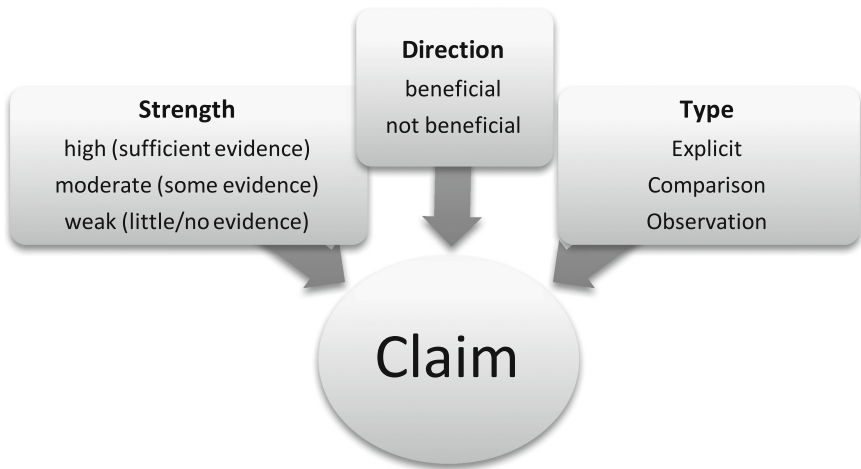 Strength
high (sufficient evidence)
moderate (some evidence)
weak (little/no evidence)
Direction
beneficial
not beneficial
Type
Explicit
Comparison
Observation
Claim